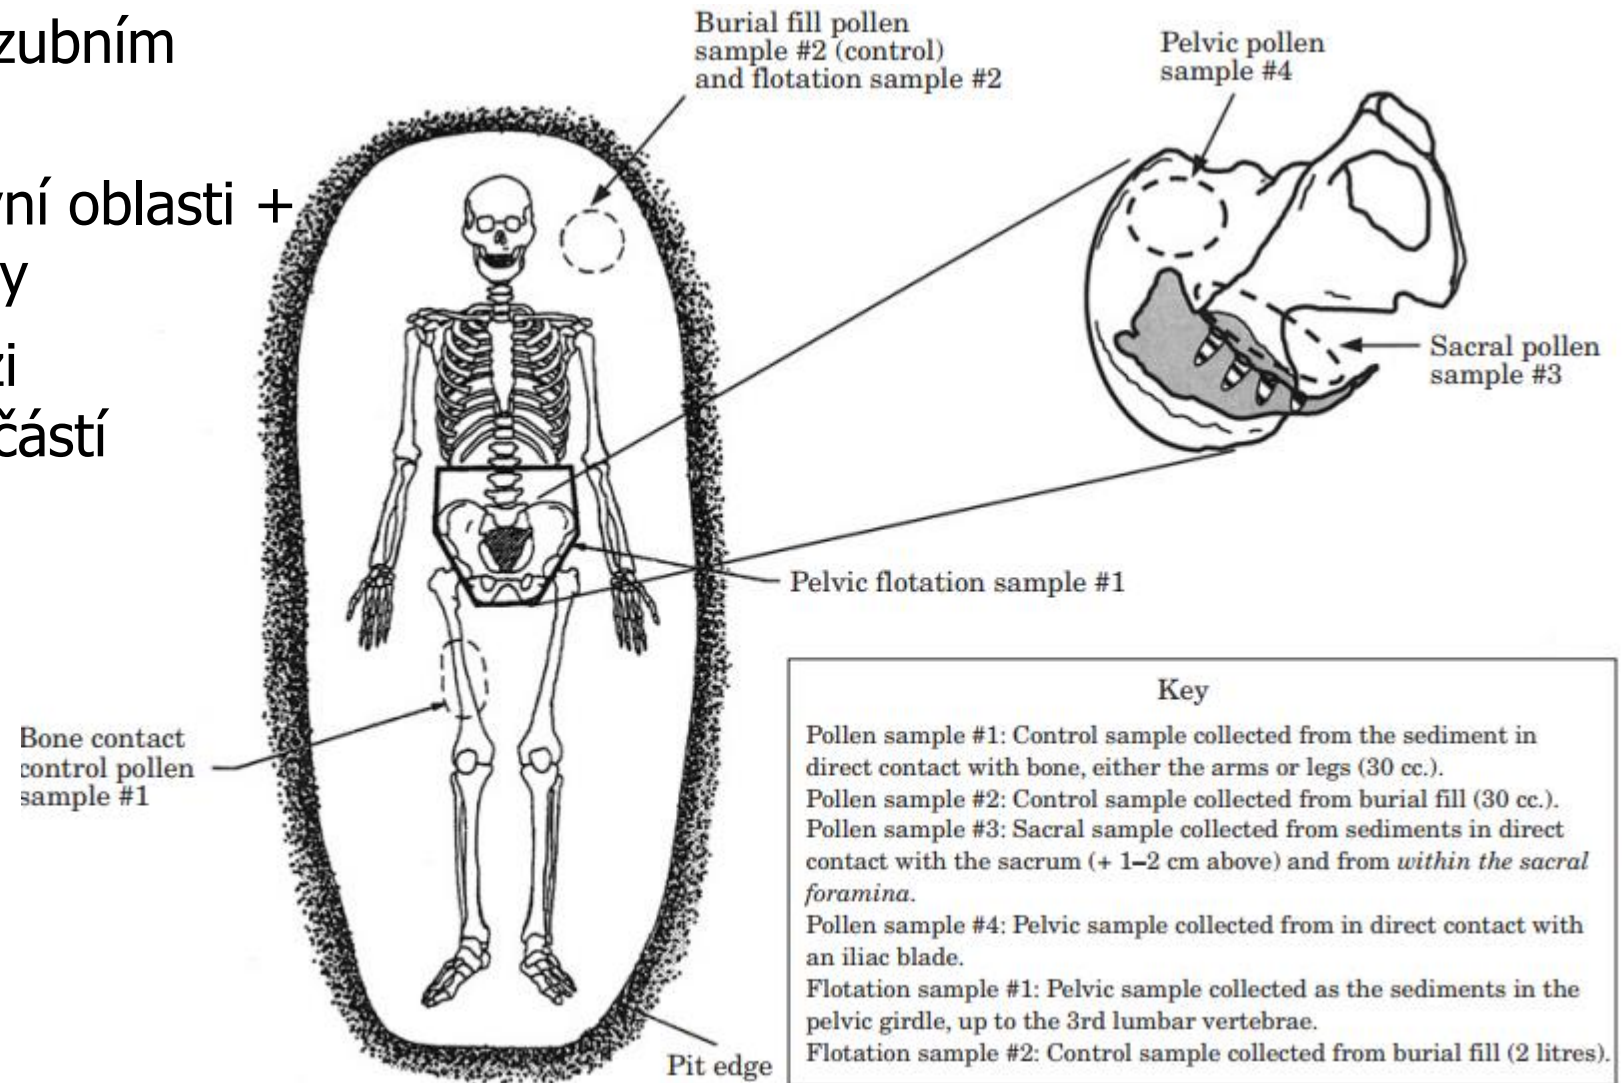 zubním
vní oblasti +
y
zi
částí
Burial fill pollen
sample #2 (control)
and flotation sample #2
Pelvic pollen
sample #4
Sacral pollen
sample #3
Pelvic flotation sample #1
Bone contact
control pollen
sample #1
Pit edge
Key
Pollen sample #1: Control sample collected from the sediment in
direct contact with bone, either the arms or legs (30 cc.).
Pollen sample #2: Control sample collected from burial fill (30 cc.).
Pollen sample #3: Sacral sample collected from sediments in direct
contact with the sacrum (+ 1–2 cm above) and from within the sacral
foramina.
Pollen sample #4: Pelvic sample collected from in direct contact with
an iliac blade.
Flotation sample #1: Pelvic sample collected as the sediments in the
pelvic girdle, up to the 3rd lumbar vertebrae.
Flotation sample #2: Control sample collected from burial fill (2 litres).